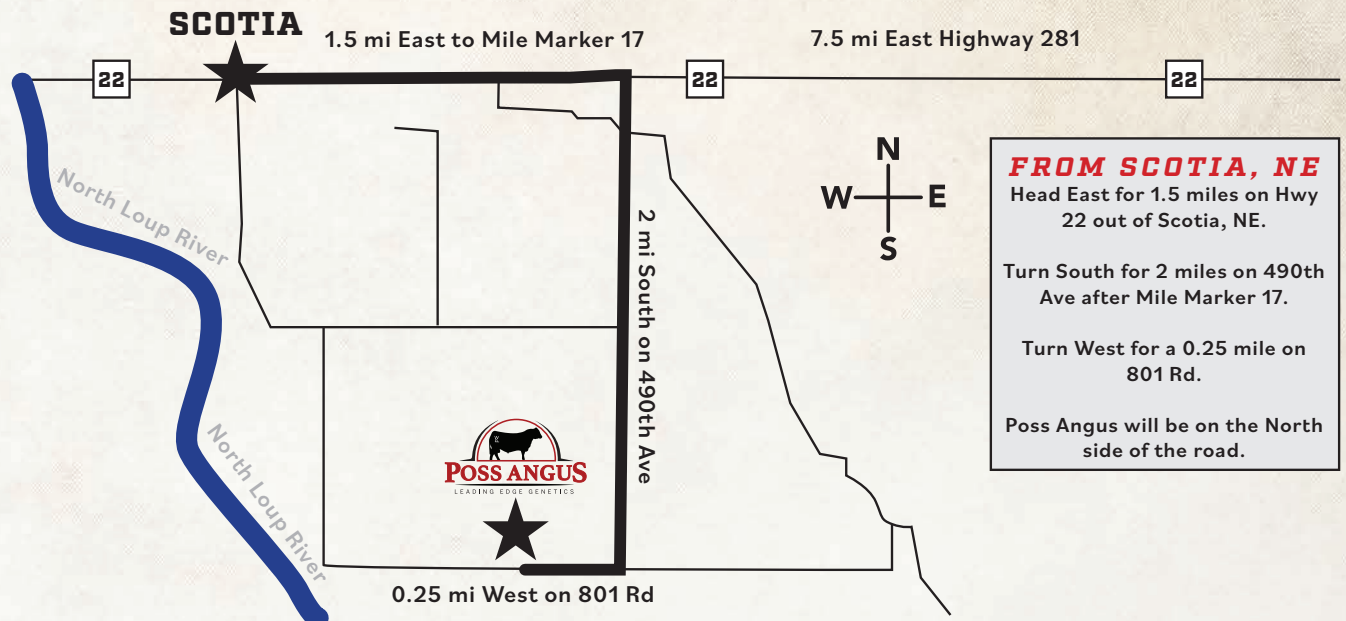 SCOTIA
1.5 mi East to Mile Marker 17
7.5 mi East Highway 281
22
22
22
North Loup River
North Loup River
2 mi South on 490th Ave
N
W E
S
POSS ANGUS
LEADING EDGE GENETICS
0.25 mi West on 801 Rd
FROM SCOTIA, NE
Head East for 1.5 miles on Hwy
22 out of Scotia, NE.
Turn South for 2 miles on 490th
Ave after Mile Marker 17.
Turn West for a 0.25 mile on
801 Rd.
Poss Angus will be on the North
side of the road.